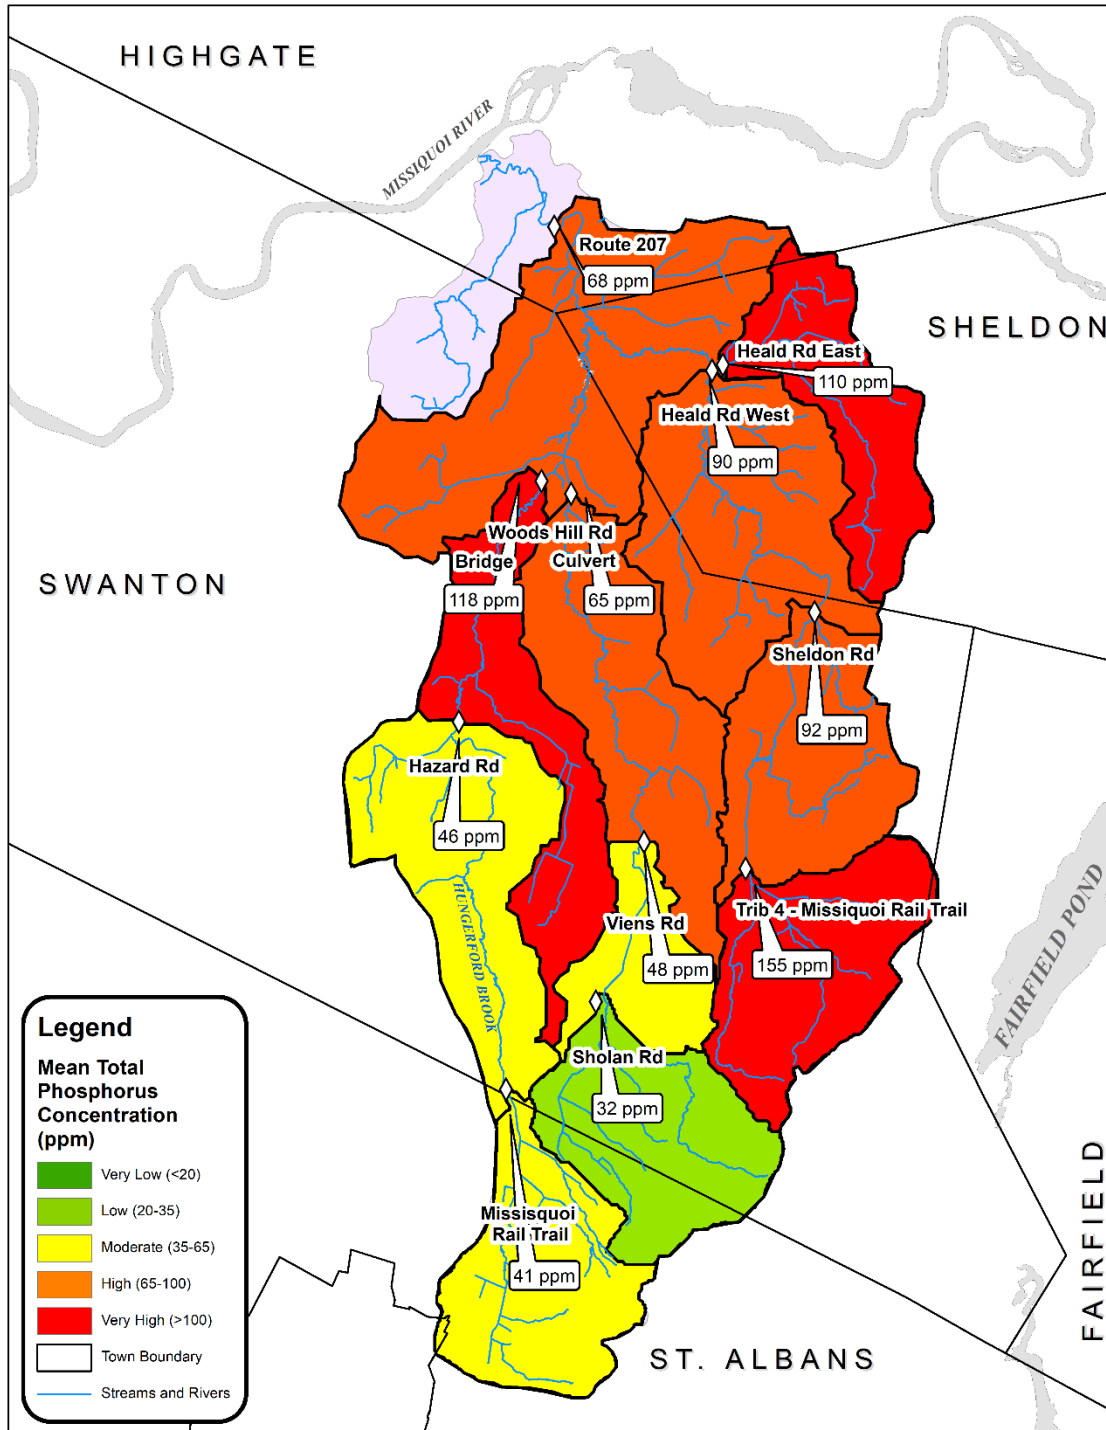 HIGHGATE
MISSIQUOI RIVER
Route 207
68 ppm
SHELDON
Heald Rd East
110 ppm
Heald Rd West
90 ppm
Woods Hill Rd
Bridge
Culvert
118 ppm
65 ppm
SWANTON
Sheldon Rd
92 ppm
Hazard Rd
46 ppm
HUNGERFORD BROOK
Viens Rd
48 ppm
Trib 4 - Missiquoi Rail Trail
155 ppm
FAIRFIELD POND
Sholan Rd
32 ppm
Missisquoi
Rail Trail
41 ppm
ST. ALBANS
FAIRFIELD
Legend
Mean Total
Phosphorus
Concentration
(ppm)
Very Low (<20)
Low (20-35)
Moderate (35-65)
High (65-100)
Very High (>100)
Town Boundary
Streams and Rivers